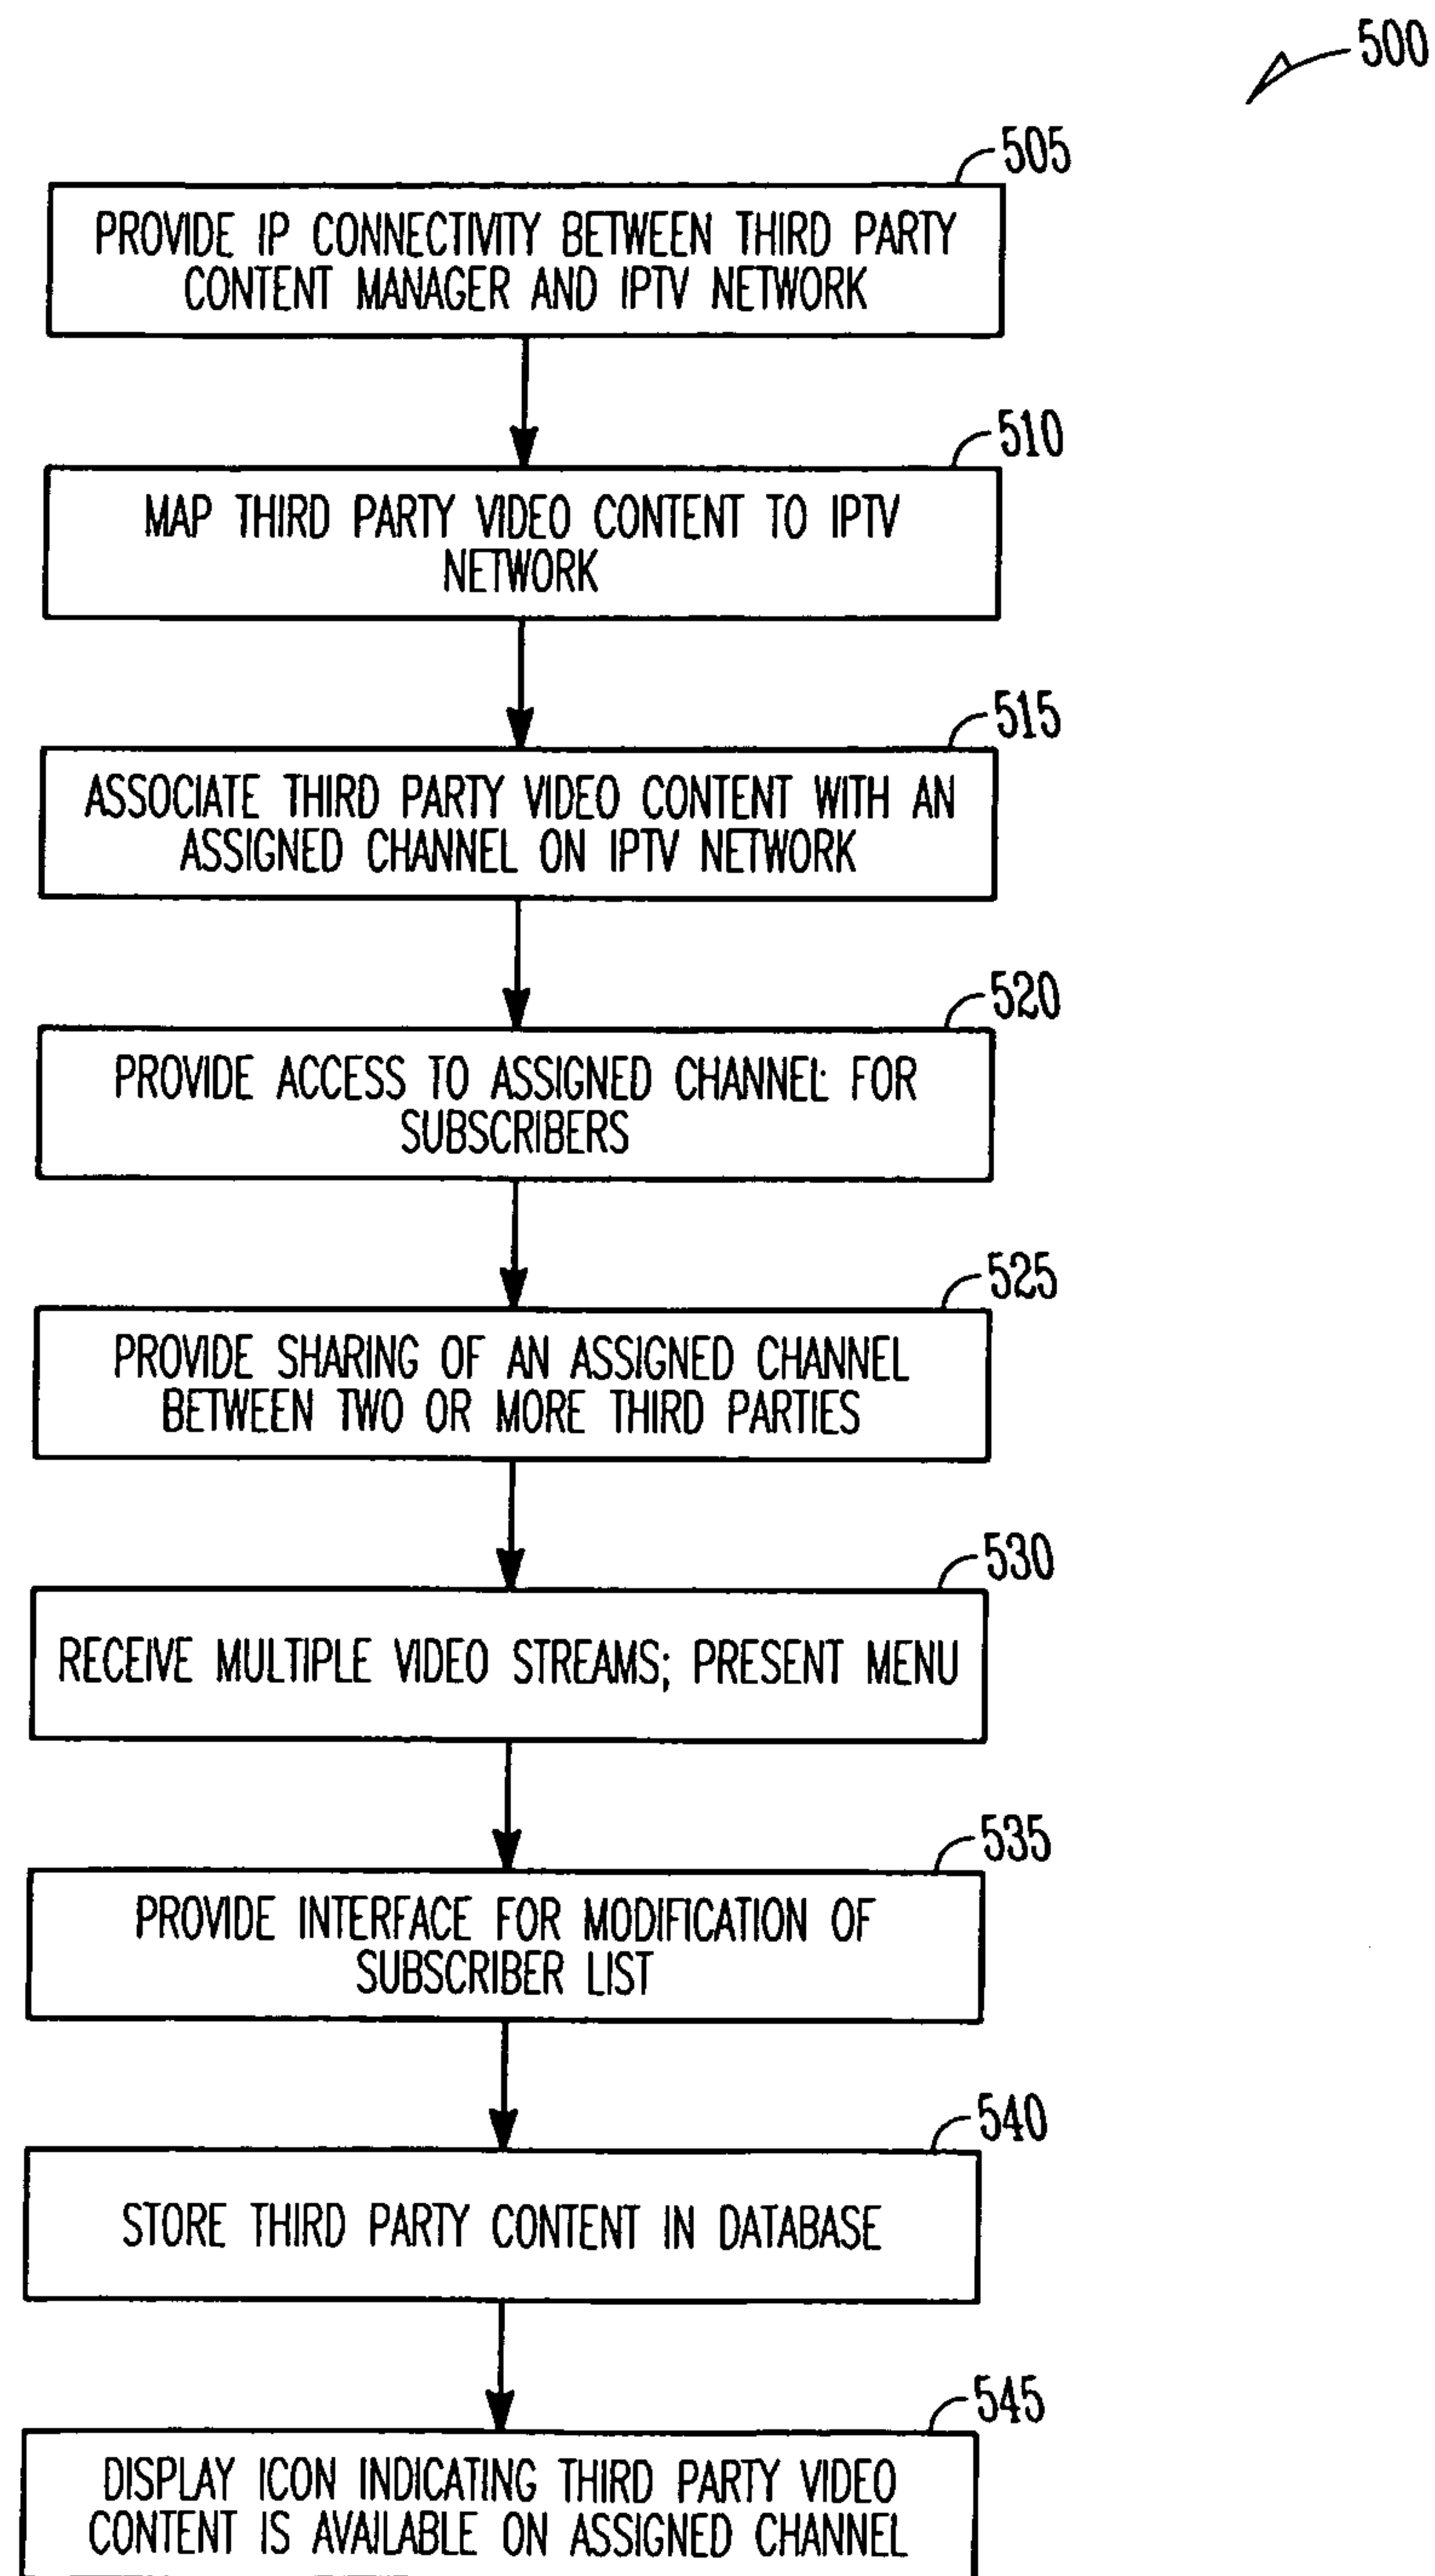 500
505
PROVIDE IP CONNECTIVITY BETWEEN THIRD PARTY
CONTENT MANAGER AND IPTV NETWORK
510
MAP THIRD PARTY VIDEO CONTENT TO IPTV
NETWORK
515
ASSOCIATE THIRD PARTY VIDEO CONTENT WITH AN
ASSIGNED CHANNEL ON IPTV NETWORK
520
PROVIDE ACCESS TO ASSIGNED CHANNEL FOR
SUBSCRIBERS
525
PROVIDE SHARING OF AN ASSIGNED CHANNEL
BETWEEN TWO OR MORE THIRD PARTIES
530
RECEIVE MULTIPLE VIDEO STREAMS; PRESENT MENU
535
PROVIDE INTERFACE FOR MODIFICATION OF
SUBSCRIBER LIST
540
STORE THIRD PARTY CONTENT IN DATABASE
545
DISPLAY ICON INDICATING THIRD PARTY VIDEO
CONTENT IS AVAILABLE ON ASSIGNED CHANNEL